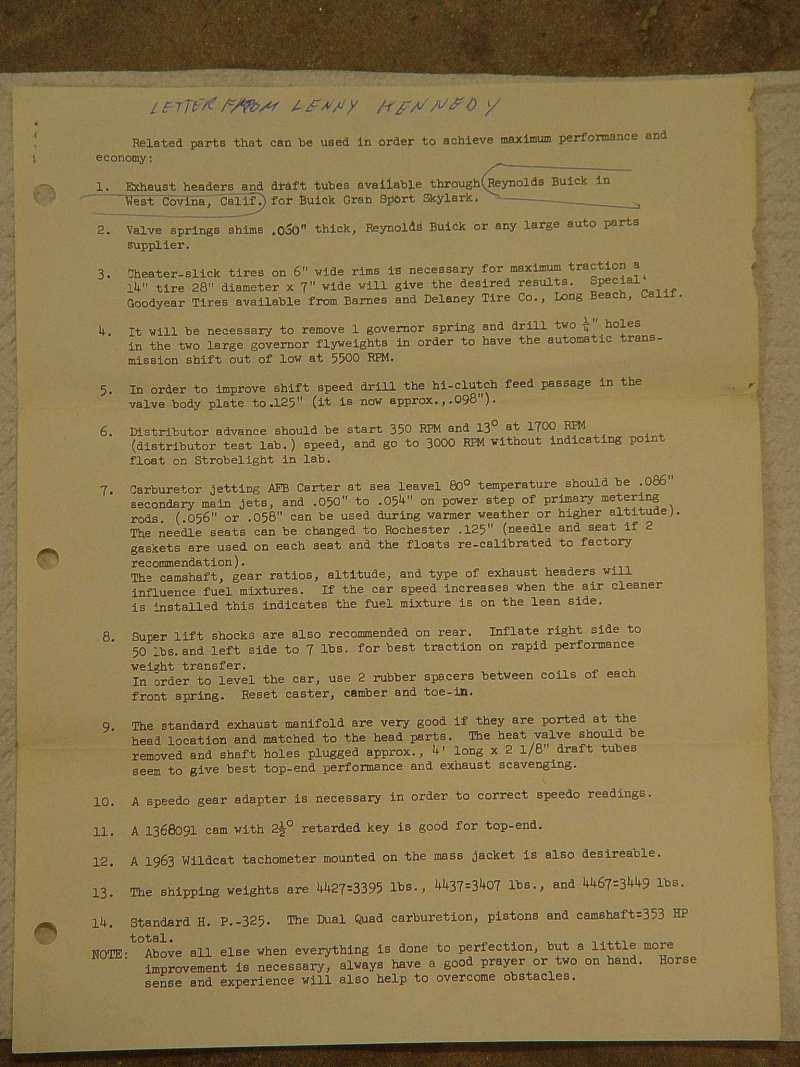 LETTER FROM LENNY KENNEDY
Related parts that can be used in order to achieve maximum performance and
economy:
1. Exhaust headers and draft tubes available through Reynolds Buick in
West Covina, Calif. for Buick Gran Sport Skylark.
2. Valve springs shims .060" thick, Reynolds Buick or any large auto parts
supplier.
3. Cheater-slick tires on 6" wide rims is necessary for maximum traction a
14" tire 28" diameter x 7" wide will give the desired results. Special
Goodyear Tires available from Barnes and Delaney Tire Co., Long Beach, Calif.
4. It will be necessary to remove 1 governor spring and drill two ¼" holes
in the two large governor flyweights in order to have the automatic trans-
mission shift out of low at 5500 RPM.
5. In order to improve shift speed drill the hi-clutch feed passage in the
valve body plate to .125" (it is now approx.,.098").
6. Distributor advance should be start 350 RPM and 13° at 1700 RPM
(distributor test lab.) speed, and go to 3000 RPM without indicating point
float on Strobelight in lab.
7. Carburetor jetting AFB Carter at sea leavel 80° temperature should be .086"
secondary main jets, and .050" to .054" on power step of primary metering
rods. (.056" or .058" can be used during warmer weather or higher altitude).
The needle seats can be changed to Rochester .125" (needle and seat if 2
gaskets are used on each seat and the floats re-calibrated to factory
recommendation).
The camshaft, gear ratios, altitude, and type of exhaust headers will
influence fuel mixtures. If the car speed increases when the air cleaner
is installed this indicates the fuel mixture is on the lean side.
8. Super lift shocks are also recommended on rear. Inflate right side to
50 lbs. and left side to 7 lbs. for best traction on rapid performance
weight transfer.
In order to level the car, use 2 rubber spacers between coils of each
front spring. Reset caster, camber and toe-in.
9. The standard exhaust manifold are very good if they are ported at the
head location and matched to the head parts. The heat valve should be
removed and shaft holes plugged approx., 4' long x 2 1/8" draft tubes
seem to give best top-end performance and exhaust scavenging.
10. A speedo gear adapter is necessary in order to correct speedo readings.
11. A 1368091 cam with 2½° retarded key is good for top-end.
12. A 1963 Wildcat tachometer mounted on the mass jacket is also desireable.
13. The shipping weights are 4427=3395 lbs., 4437=3407 lbs., and 4467=3449 lbs.
14. Standard H. P.-325. The Dual Quad carburetion, pistons and camshaft=353 HP
total.
NOTE: Above all else when everything is done to perfection, but a little more
improvement is necessary, always have a good prayer or two on hand. Horse
sense and experience will also help to overcome obstacles.